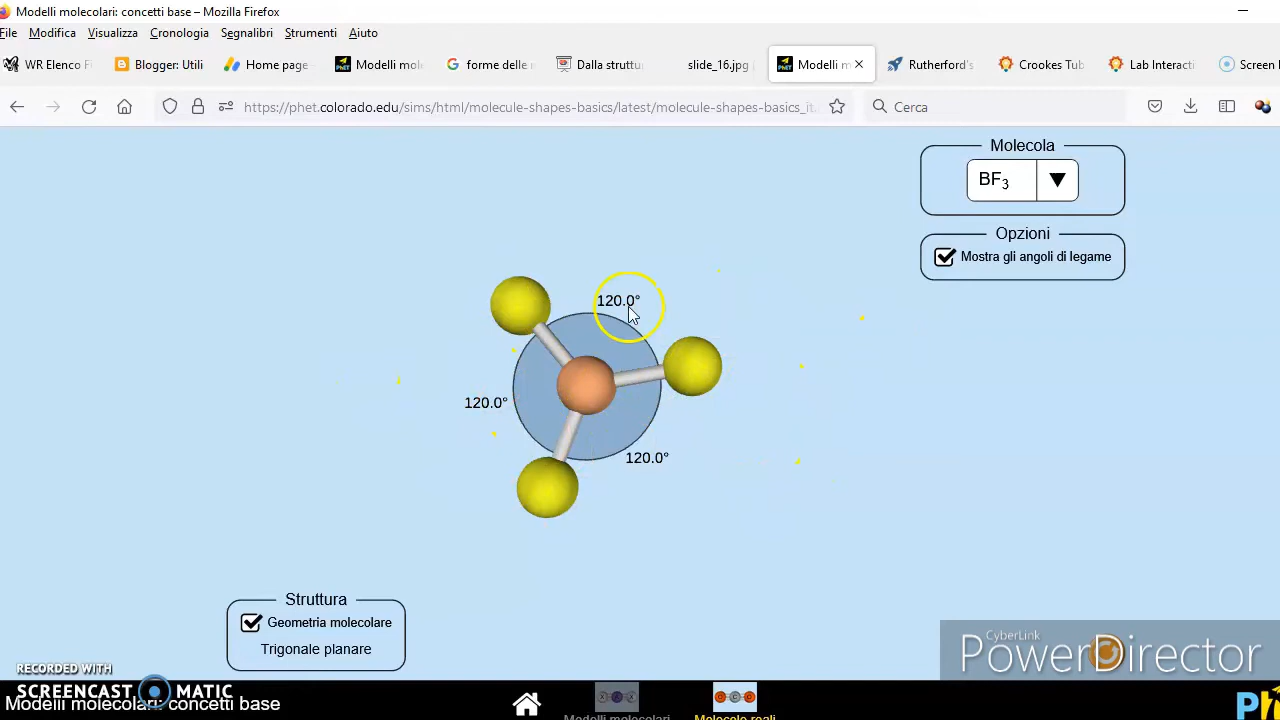 Modelli molecolari: concetti base – Mozilla Firefox
File Modifica Visualizza Cronologia Segnalibri Strumenti Aiuto
WR Elenco F Blogger: Utili Home page Modelli mol forme delle Dalla struttu slide_16.jpg Modelli m Rutherford's Crookes Tub Lab Interacti Screen
https://phet.colorado.edu/sims/html/molecule-shapes-basics/latest/molecule-shapes-basics_it. Cerca
Molecola
BF3
Opzioni
Mostra gli angoli di legame
120.0°
120.0°
120.0°
Struttura
Geometria molecolare
Trigonale planare
CyberLink
PowerDirector
RECORDED WITH
SCREENCAST MATIC
Modelli molecolari: concetti base
Modelli molecolari Molecole reali